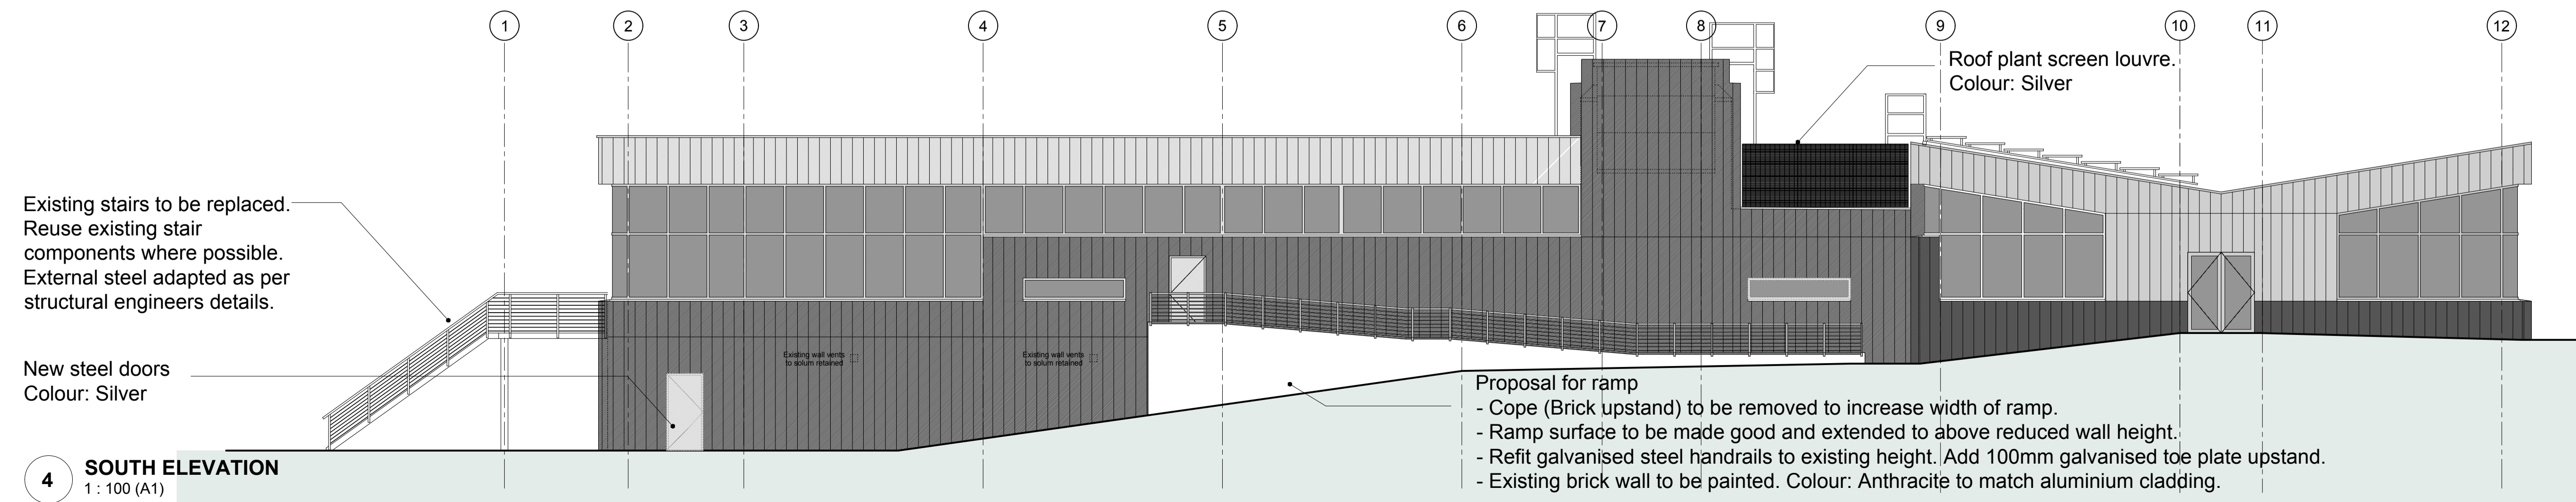 1
2
3
4
5
6
7
8
9
10
11
12
Roof plant screen louvre.
Colour: Silver
Existing stairs to be replaced.
Reuse existing stair
components where possible.
External steel adapted as per
structural engineers details.
New steel doors
Colour: Silver
Existing wall vents
to solum retained
Existing wall vents
to solum retained
Proposal for ramp
- Cope (Brick upstand) to be removed to increase width of ramp.
- Ramp surface to be made good and extended to above reduced wall height.
- Refit galvanised steel handrails to existing height. Add 100mm galvanised toe plate upstand.
- Existing brick wall to be painted. Colour: Anthracite to match aluminium cladding.
4
SOUTH ELEVATION
1 : 100 (A1)